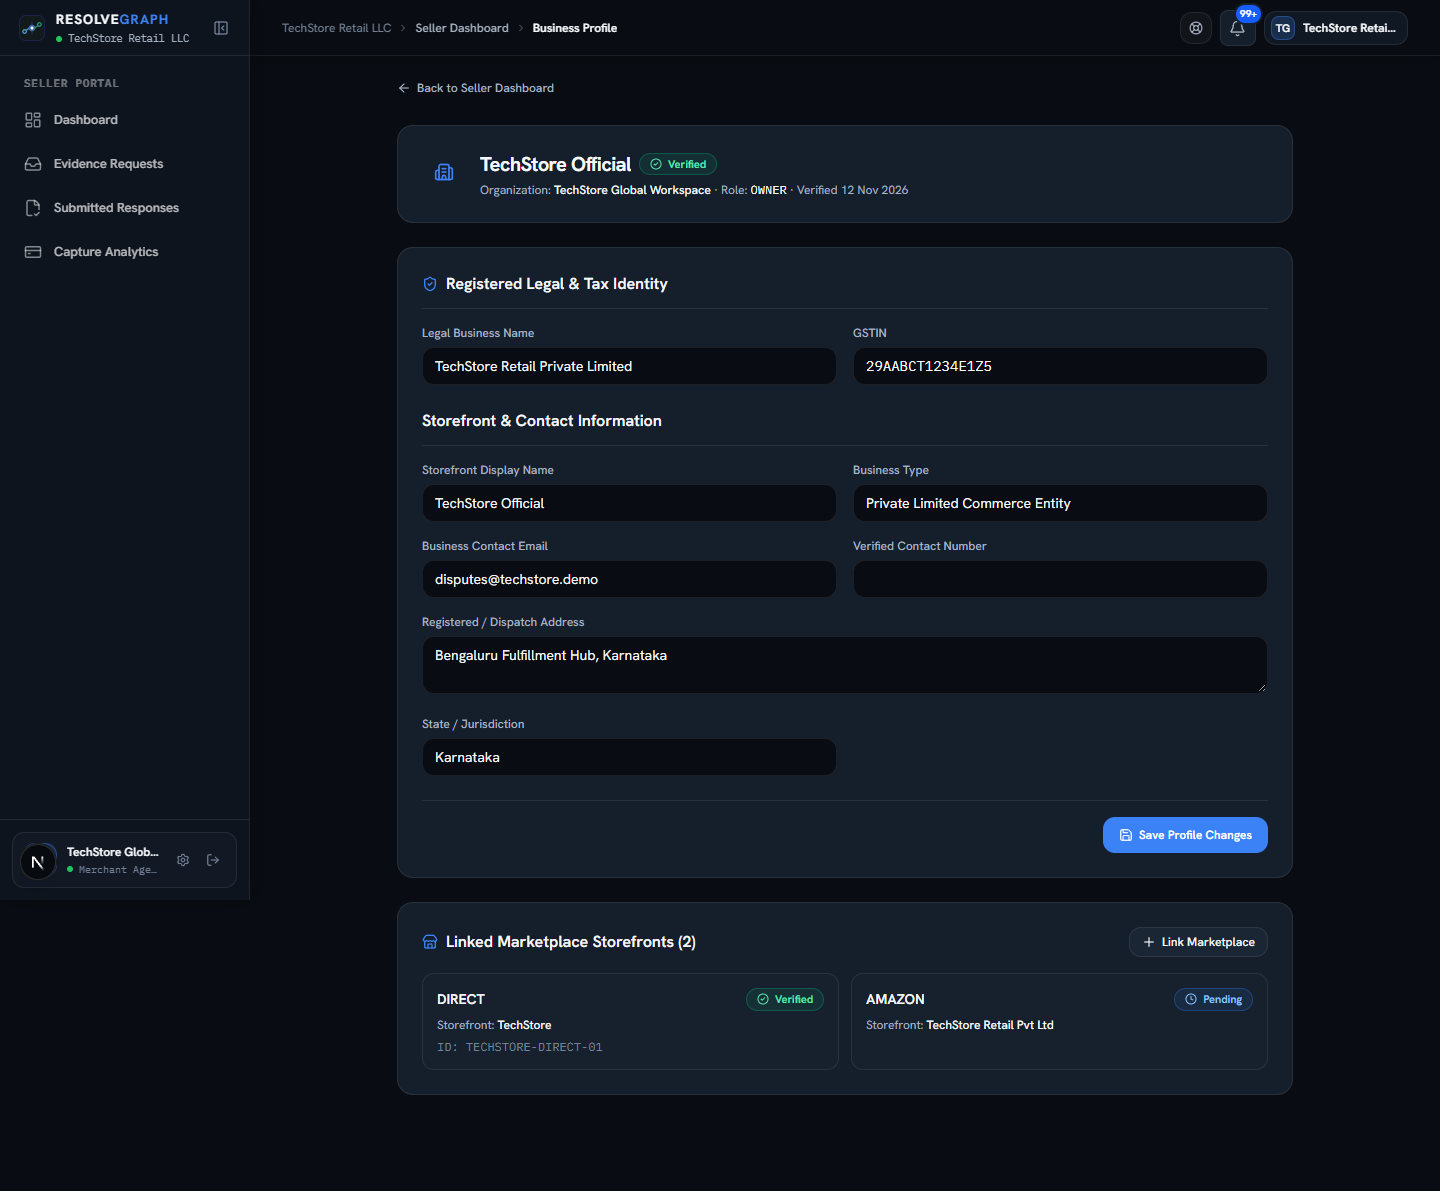 RESOLVEGRAPH
TechStore Retail LLC
SELLER PORTAL
Dashboard
Evidence Requests
Submitted Responses
Capture Analytics
TechStore Glob...
Merchant Age…
TechStore Retail LLC > Seller Dashboard > Business Profile
99+
TG TechStore Retai...
Back to Seller Dashboard
TechStore Official Verified
Organization: TechStore Global Workspace · Role: OWNER · Verified 12 Nov 2026
Registered Legal & Tax Identity
Legal Business Name GSTIN
TechStore Retail Private Limited 29AABCT1234E1Z5
Storefront & Contact Information
Storefront Display Name Business Type
TechStore Official Private Limited Commerce Entity
Business Contact Email Verified Contact Number
disputes@techstore.demo
Registered / Dispatch Address
Bengaluru Fulfillment Hub, Karnataka
State / Jurisdiction
Karnataka
Save Profile Changes
Linked Marketplace Storefronts (2) Link Marketplace
DIRECT Verified
Storefront: TechStore
ID: TECHSTORE-DIRECT-01
AMAZON Pending
Storefront: TechStore Retail Pvt Ltd